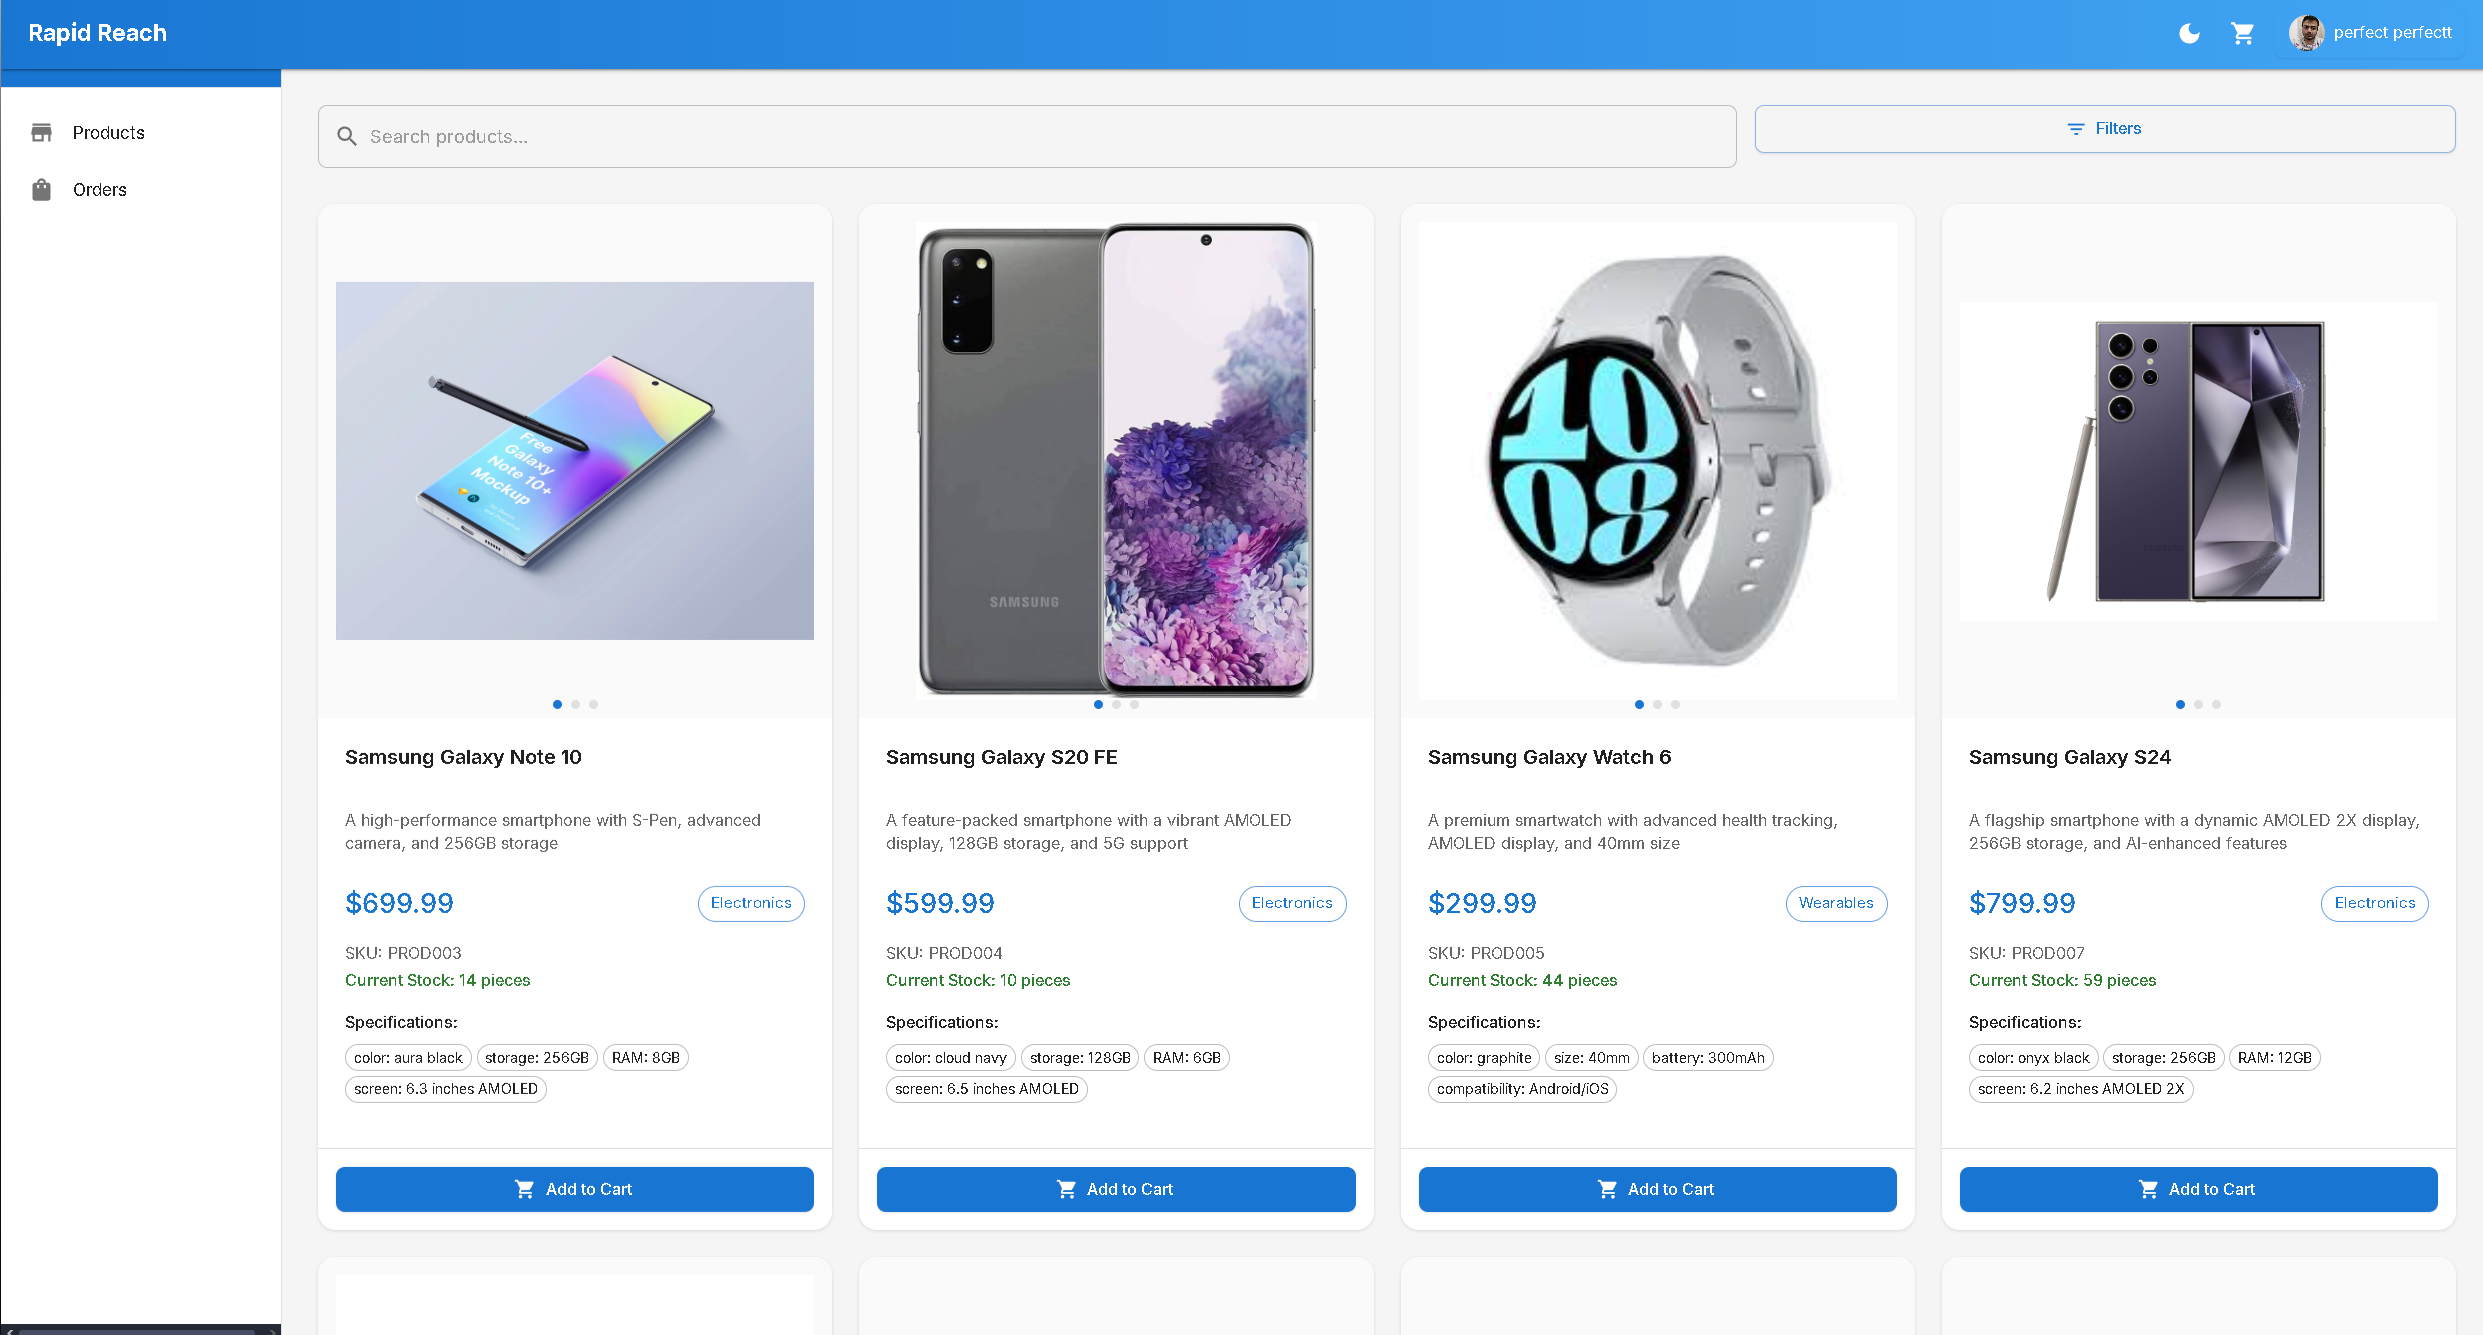 Rapid Reach
perfect perfectt
Products
Orders
Search products...
Filters
Free
Galaxy
Note 10+
Mockup
SAMSUNG
10
08
Samsung Galaxy Note 10
A high-performance smartphone with S-Pen, advanced
camera, and 256GB storage
$699.99
Electronics
SKU: PROD003
Current Stock: 14 pieces
Specifications:
color: aura black
storage: 256GB
RAM: 8GB
screen: 6.3 inches AMOLED
Add to Cart
Samsung Galaxy S20 FE
A feature-packed smartphone with a vibrant AMOLED
display, 128GB storage, and 5G support
$599.99
Electronics
SKU: PROD004
Current Stock: 10 pieces
Specifications:
color: cloud navy
storage: 128GB
RAM: 6GB
screen: 6.5 inches AMOLED
Add to Cart
Samsung Galaxy Watch 6
A premium smartwatch with advanced health tracking,
AMOLED display, and 40mm size
$299.99
Wearables
SKU: PROD005
Current Stock: 44 pieces
Specifications:
color: graphite
size: 40mm
battery: 300mAh
compatibility: Android/iOS
Add to Cart
Samsung Galaxy S24
A flagship smartphone with a dynamic AMOLED 2X display,
256GB storage, and AI-enhanced features
$799.99
Electronics
SKU: PROD007
Current Stock: 59 pieces
Specifications:
color: onyx black
storage: 256GB
RAM: 12GB
screen: 6.2 inches AMOLED 2X
Add to Cart